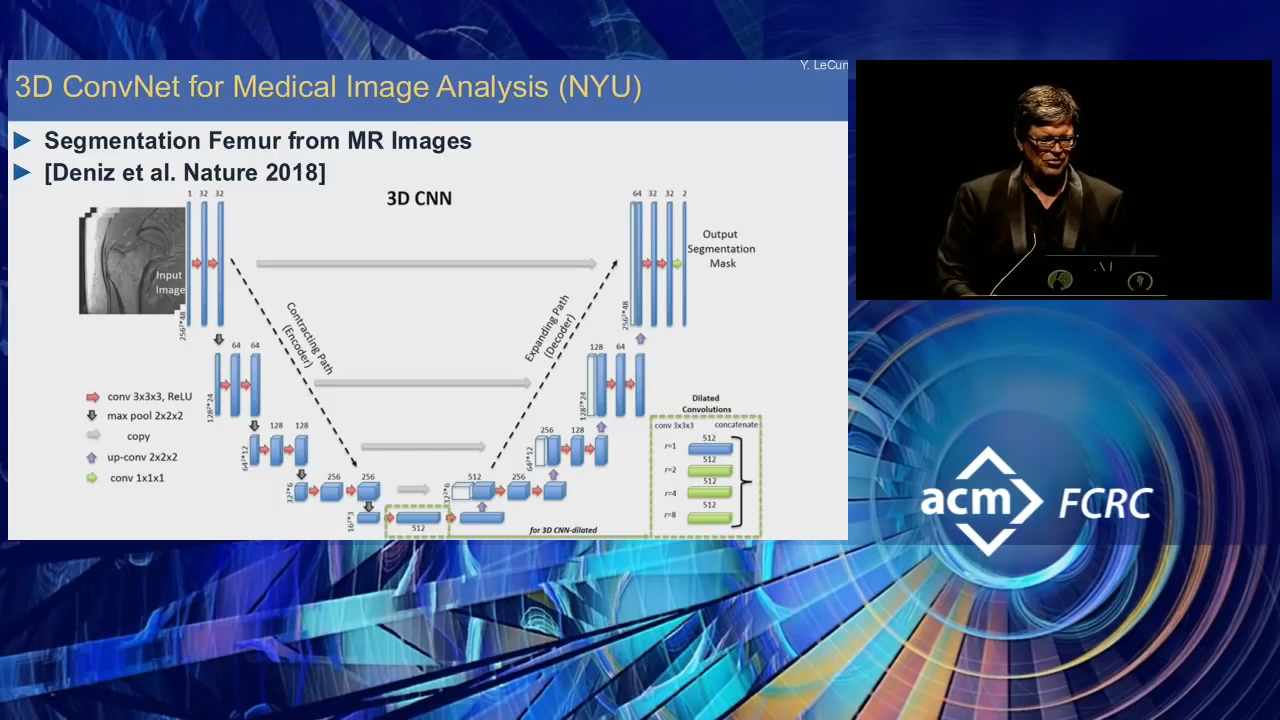 Y. LeCun
3D ConvNet for Medical Image Analysis (NYU)
Segmentation Femur from MR Images
[Deniz et al. Nature 2018]
3D CNN
1 32 32
Input
Image
256²*48
Contracting Path
(Encoder)
64 64
128²*24
128 128
64²*12
256 256
32²*6
16²*3
512
Expanding Path
(Decoder)
64 32 32 2
Output
Segmentation
Mask
256²*48
128 64
128²*24
256 128
64²*12
512 256
32²*6
conv 3x3x3, ReLU
max pool 2x2x2
copy
up-conv 2x2x2
conv 1x1x1
for 3D CNN-dilated
Dilated
Convolutions
conv 3x3x3 concatenate
r=1 512
r=2 512
r=4 512
r=8 512
acm FCRC